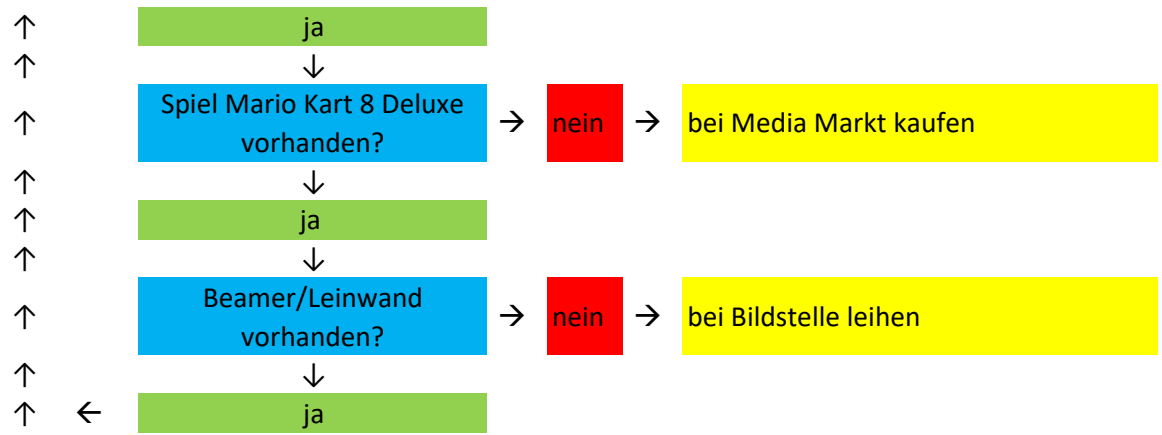 ↑ ja
↑ ↓
Spiel Mario Kart 8 Deluxe
↑ → nein → bei Media Markt kaufen
vorhanden?
↑ ↓
↑ ja
↑ ↓
Beamer/Leinwand
↑ → nein → bei Bildstelle leihen
vorhanden?
↑ ↓
↑ ← ja